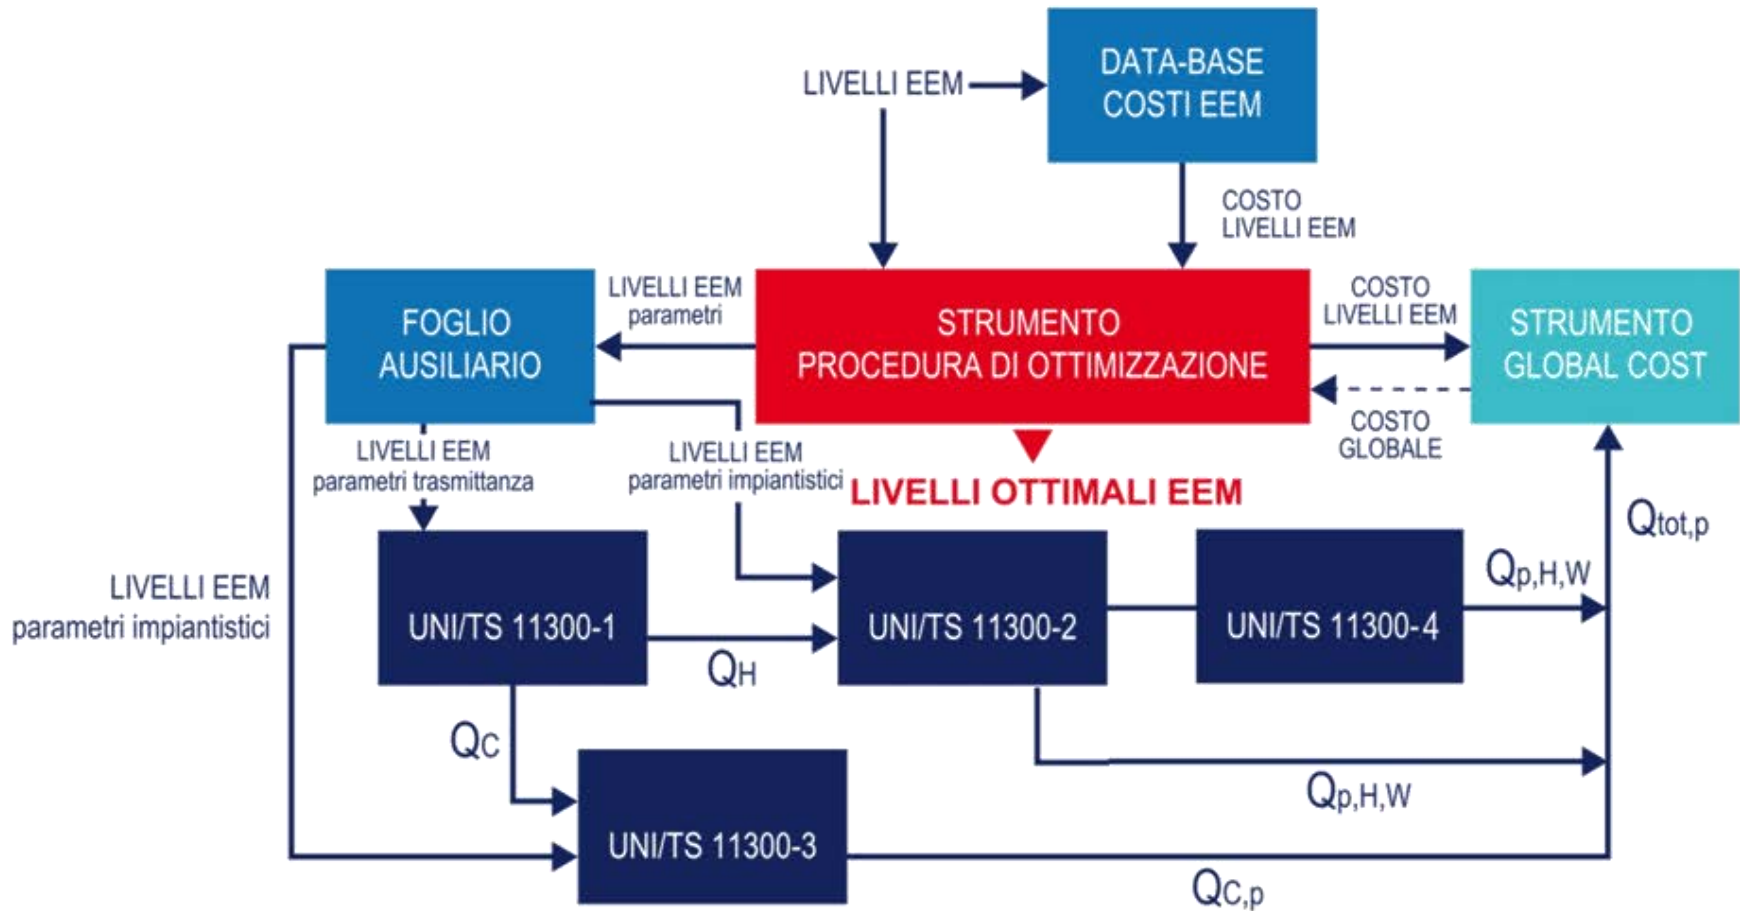 LIVELLI EEM
DATA-BASE
COSTI EEM
COSTO
LIVELLI EEM
FOGLIO
AUSILIARIO
LIVELLI EEM
parametri
STRUMENTO
PROCEDURA DI OTTIMIZZAZIONE
COSTO
LIVELLI EEM
STRUMENTO
GLOBAL COST
COSTO
GLOBALE
LIVELLI EEM
parametri trasmittanza
LIVELLI EEM
parametri impiantistici
LIVELLI OTTIMALI EEM
Qtot,p
LIVELLI EEM
parametri impiantistici
UNI/TS 11300-1
QH
UNI/TS 11300-2
UNI/TS 11300-4
Qp,H,W
QC
Qp,H,W
UNI/TS 11300-3
QC,p